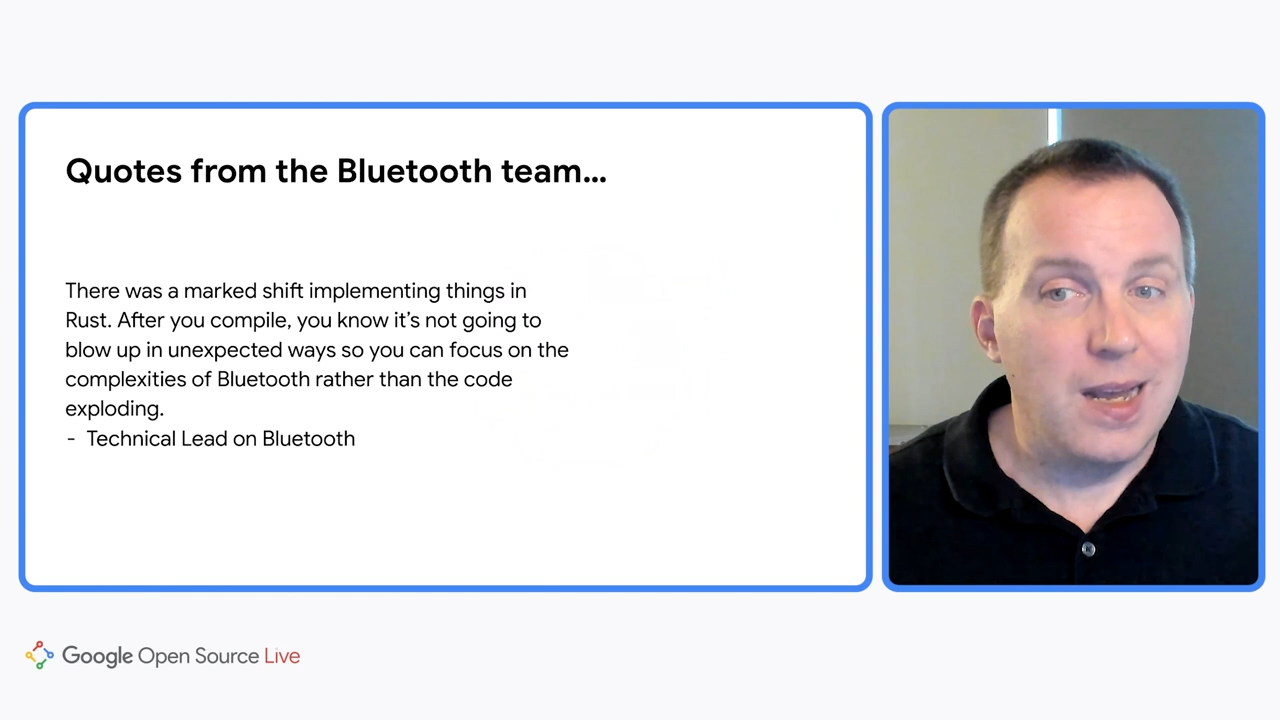 Quotes from the Bluetooth team...
There was a marked shift implementing things in
Rust. After you compile, you know it’s not going to
blow up in unexpected ways so you can focus on the
complexities of Bluetooth rather than the code
exploding.
- Technical Lead on Bluetooth
Google Open Source Live